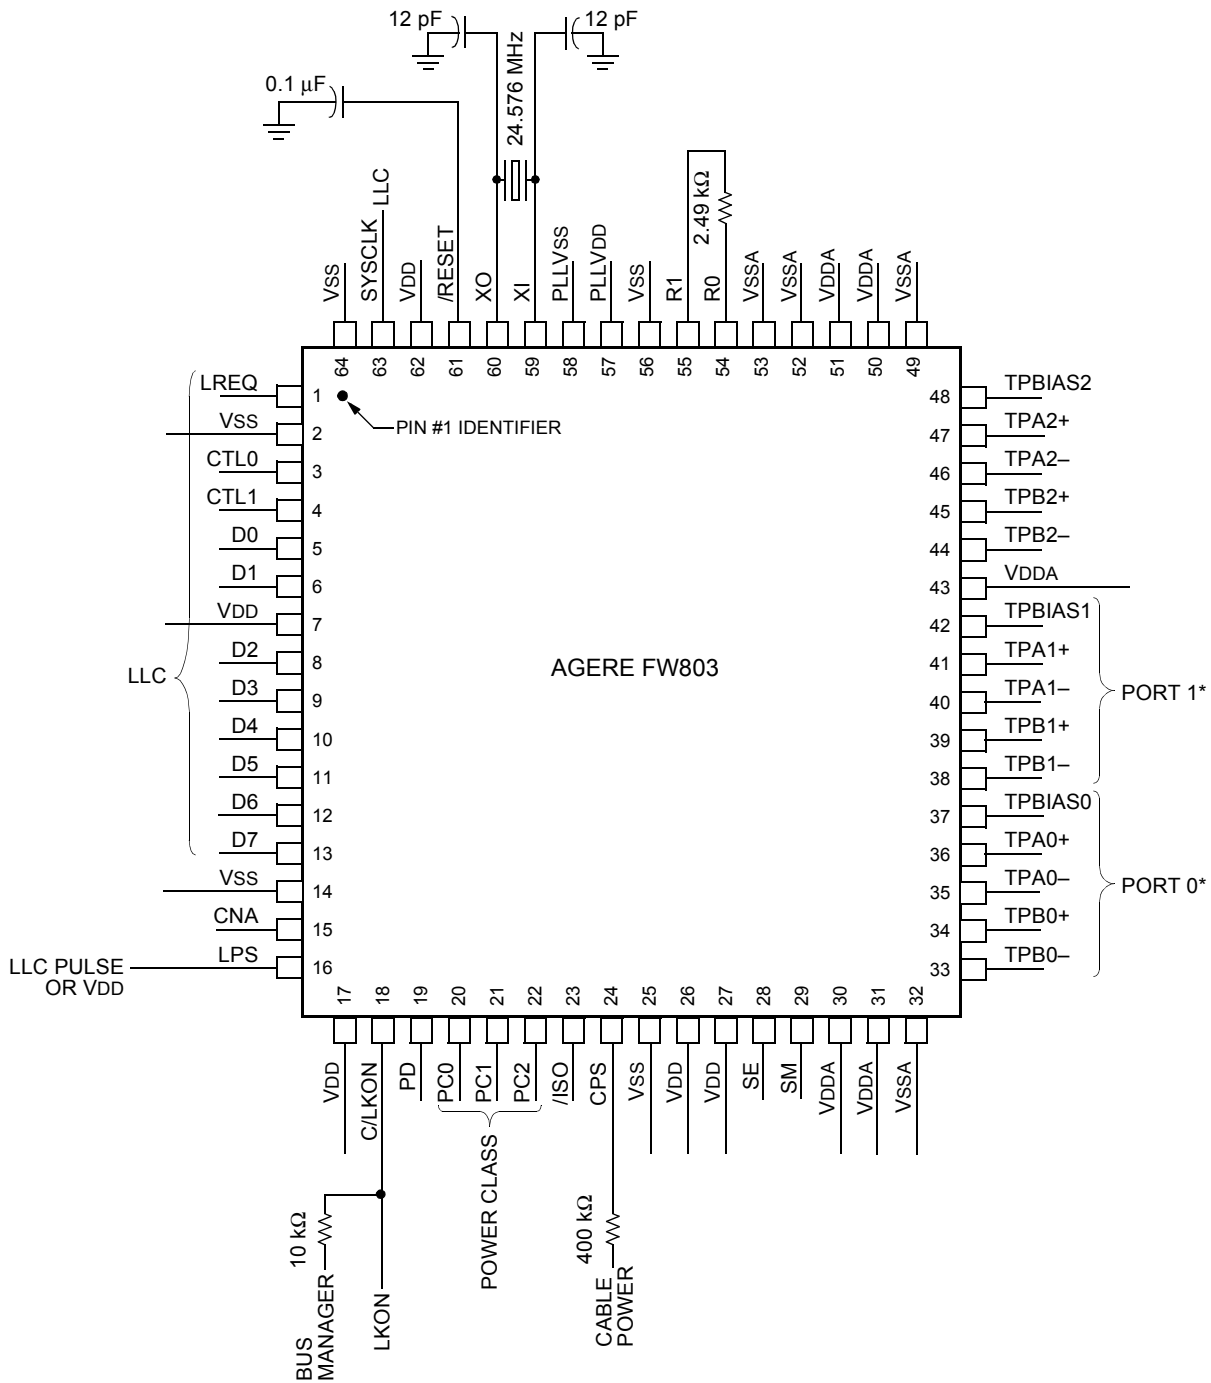 12 pF
12 pF
0.1 µF
24.576 MHz
2.49 kΩ
LLC
VSS
SYSCLK
VDD
/RESET
XO
XI
PLLVSS
PLLVDD
VSS
R1
R0
VSSA
VSSA
VDDA
VDDA
VSSA
64
63
62
61
60
59
58
57
56
55
54
53
52
51
50
49
LREQ
1
VSS
2
CTL0
3
CTL1
4
D0
5
D1
6
VDD
7
D2
8
D3
9
D4
10
D5
11
D6
12
D7
13
VSS
14
CNA
15
LPS
16
LLC
LLC PULSE
OR VDD
PIN #1 IDENTIFIER
AGERE FW803
48
TPBIAS2
47
TPA2+
46
TPA2–
45
TPB2+
44
TPB2–
43
VDDA
42
TPBIAS1
41
TPA1+
40
TPA1–
39
TPB1+
38
TPB1–
37
TPBIAS0
36
TPA0+
35
TPA0–
34
TPB0+
33
TPB0–
PORT 1*
PORT 0*
17
18
19
20
21
22
23
24
25
26
27
28
29
30
31
32
VDD
C/LKON
PD
PC0
PC1
PC2
/ISO
CPS
VSS
VDD
VDD
SE
SM
VDDA
VDDA
VSSA
10 kΩ
BUS
MANAGER
LKON
POWER CLASS
400 kΩ
CABLE
POWER